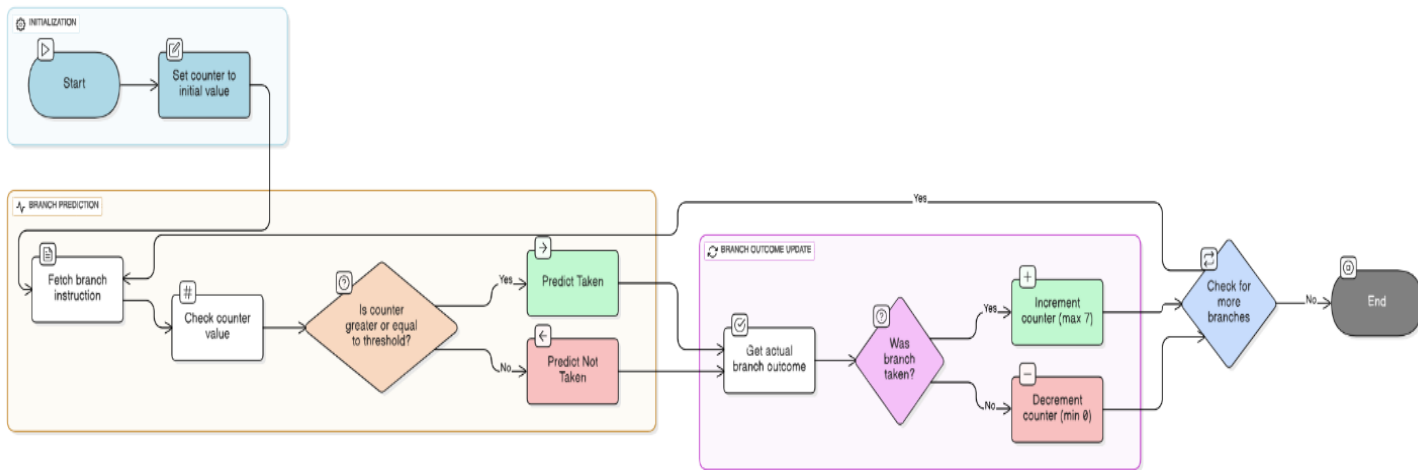 INITIALIZATION
Start
Set counter to
initial value
BRANCH PREDICTION
Fetch branch
instruction
#
Check counter
value
Is counter
greater or equal
to threshold?
Yes
Predict Taken
No
Predict Not
Taken
Yes
BRANCH OUTCOME UPDATE
Get actual
branch outcome
Was
branch
taken?
Yes
Increment
counter (max 7)
No
Decrement
counter (min 0)
Check for
more
branches
No
End